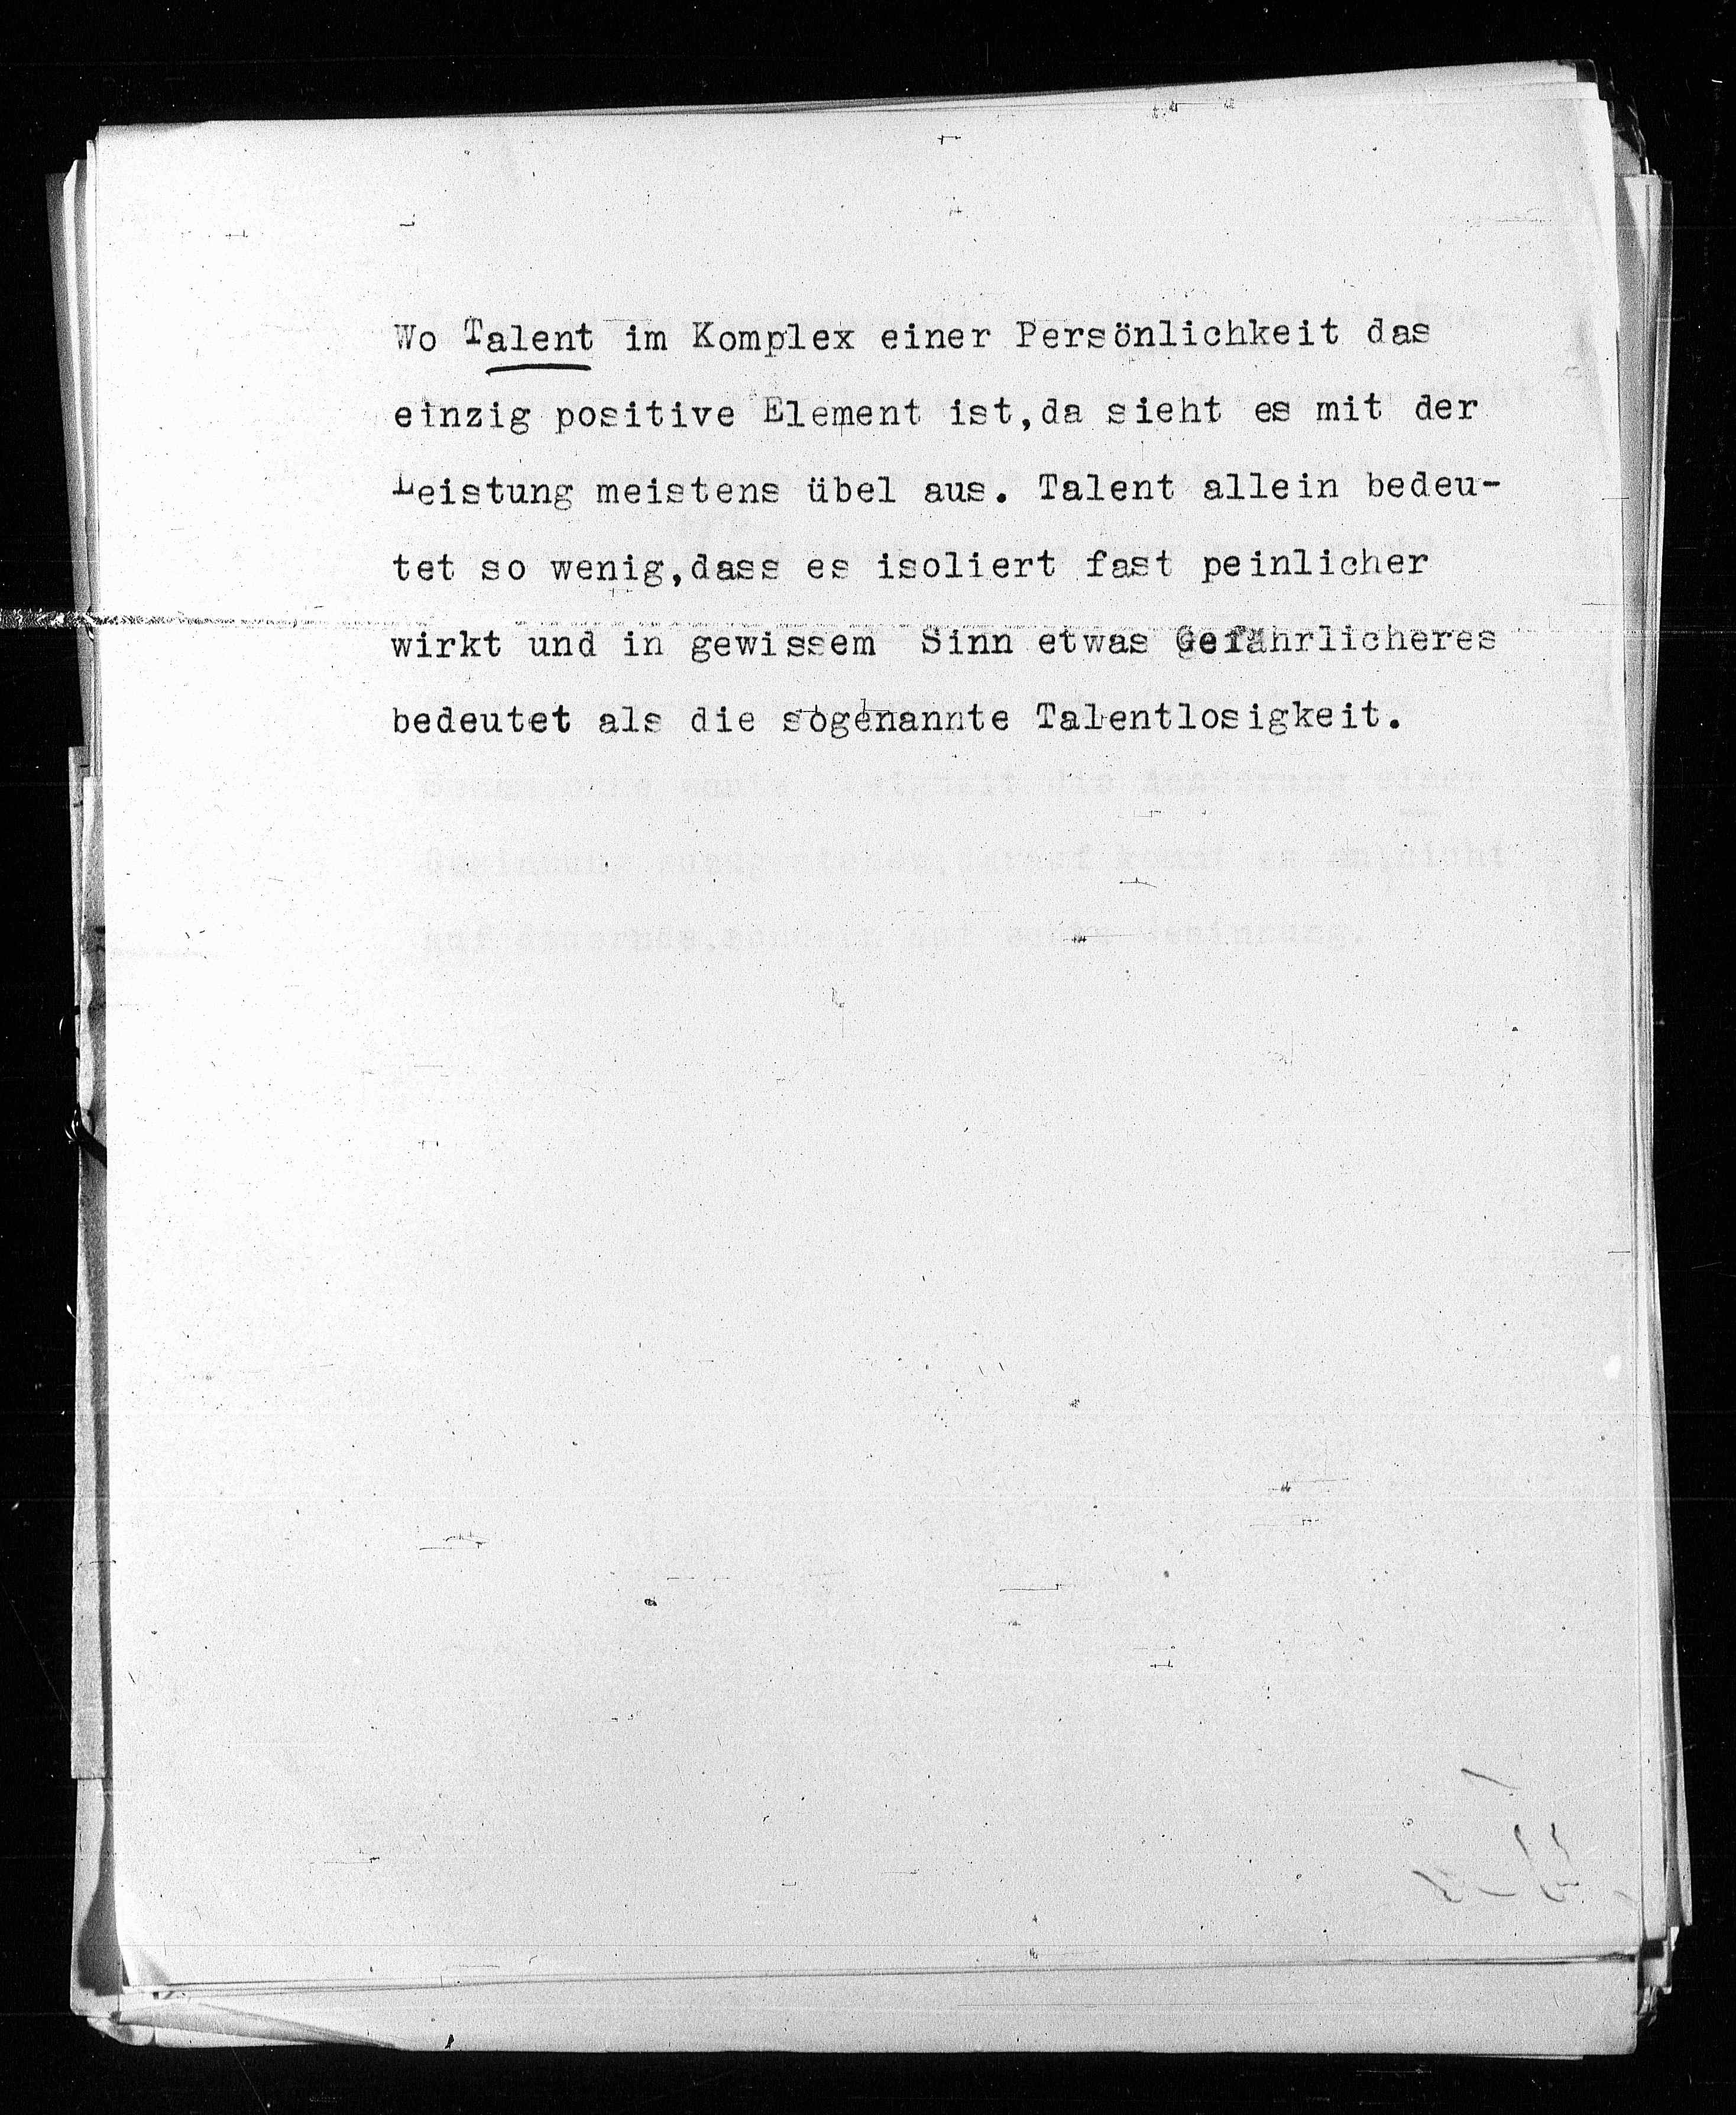 Wo Talent im Komplex einer Persönlichkeit das
einzig positive Element ist,da sieht es mit der
Leistung meistens übel aus. Talent allein bedeu-
tet so wenig,dass es isoliert fast peinlicher
wirkt und in gewissem Sinn etwas Gefährlicheres
bedeutet als die sogenannte Talentlosigkeit.